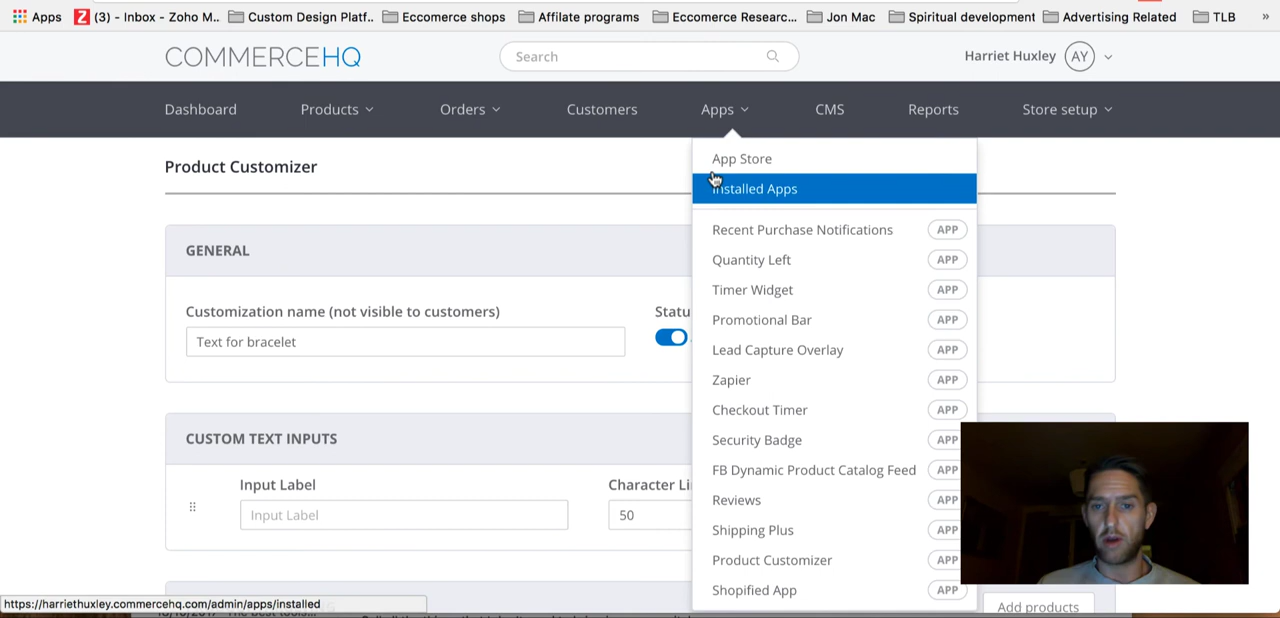 Apps
(3) - Inbox - Zoho M..
Custom Design Platf..
Eccomerce shops
Affilate programs
Eccomerce Researc...
Jon Mac
Spiritual development
Advertising Related
TLB
»
COMMERCEHQ
Search
Harriet Huxley
AY
Dashboard
Products
Orders
Customers
Apps
CMS
Reports
Store setup
Product Customizer
App Store
Installed Apps
GENERAL
Recent Purchase Notifications APP
Quantity Left APP
Timer Widget APP
Customization name (not visible to customers)
Statu
Promotional Bar APP
Text for bracelet
Lead Capture Overlay APP
Zapier APP
Checkout Timer APP
CUSTOM TEXT INPUTS
Security Badge APP
FB Dynamic Product Catalog Feed APP
Input Label
Character Li
Reviews APP
Input Label
50
Shipping Plus APP
Product Customizer APP
Shopified App APP
https://harriethuxley.commercehq.com/admin/apps/installed
Add products